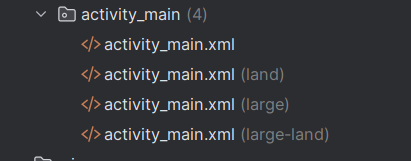 activity_main (4)
</> activity_main.xml
</> activity_main.xml (land)
</> activity_main.xml (large)
</> activity_main.xml (large-land)